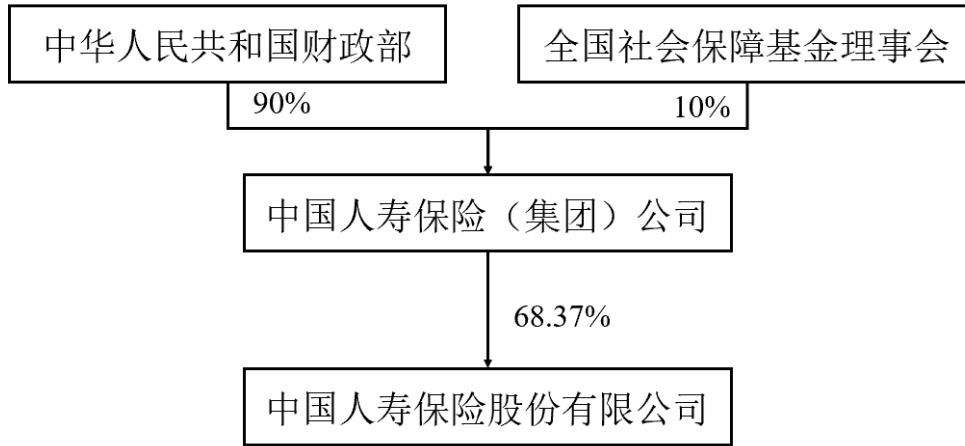 中华人民共和国财政部
全国社会保障基金理事会
90%
10%
中国人寿保险（集团）公司
68.37%
中国人寿保险股份有限公司